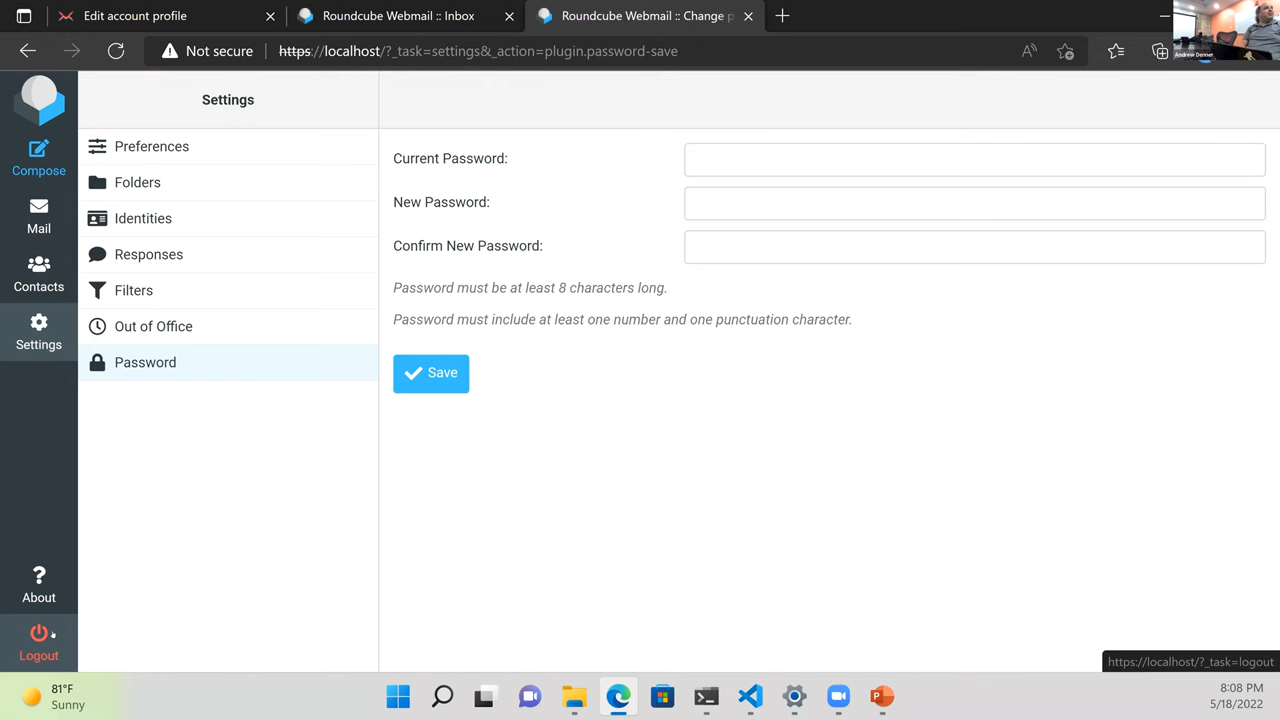 Edit account profile
Roundcube Webmail :: Inbox
Roundcube Webmail :: Change p
Not secure
https://localhost/?_task=settings&_action=plugin.password-save
Andrew Denner
Compose
Mail
Contacts
Settings
About
Logout
Settings
Preferences
Folders
Identities
Responses
Filters
Out of Office
Password
Current Password:
New Password:
Confirm New Password:
Password must be at least 8 characters long.
Password must include at least one number and one punctuation character.
Save
https://localhost/?_task=logout
81°F
Sunny
8:08 PM
5/18/2022